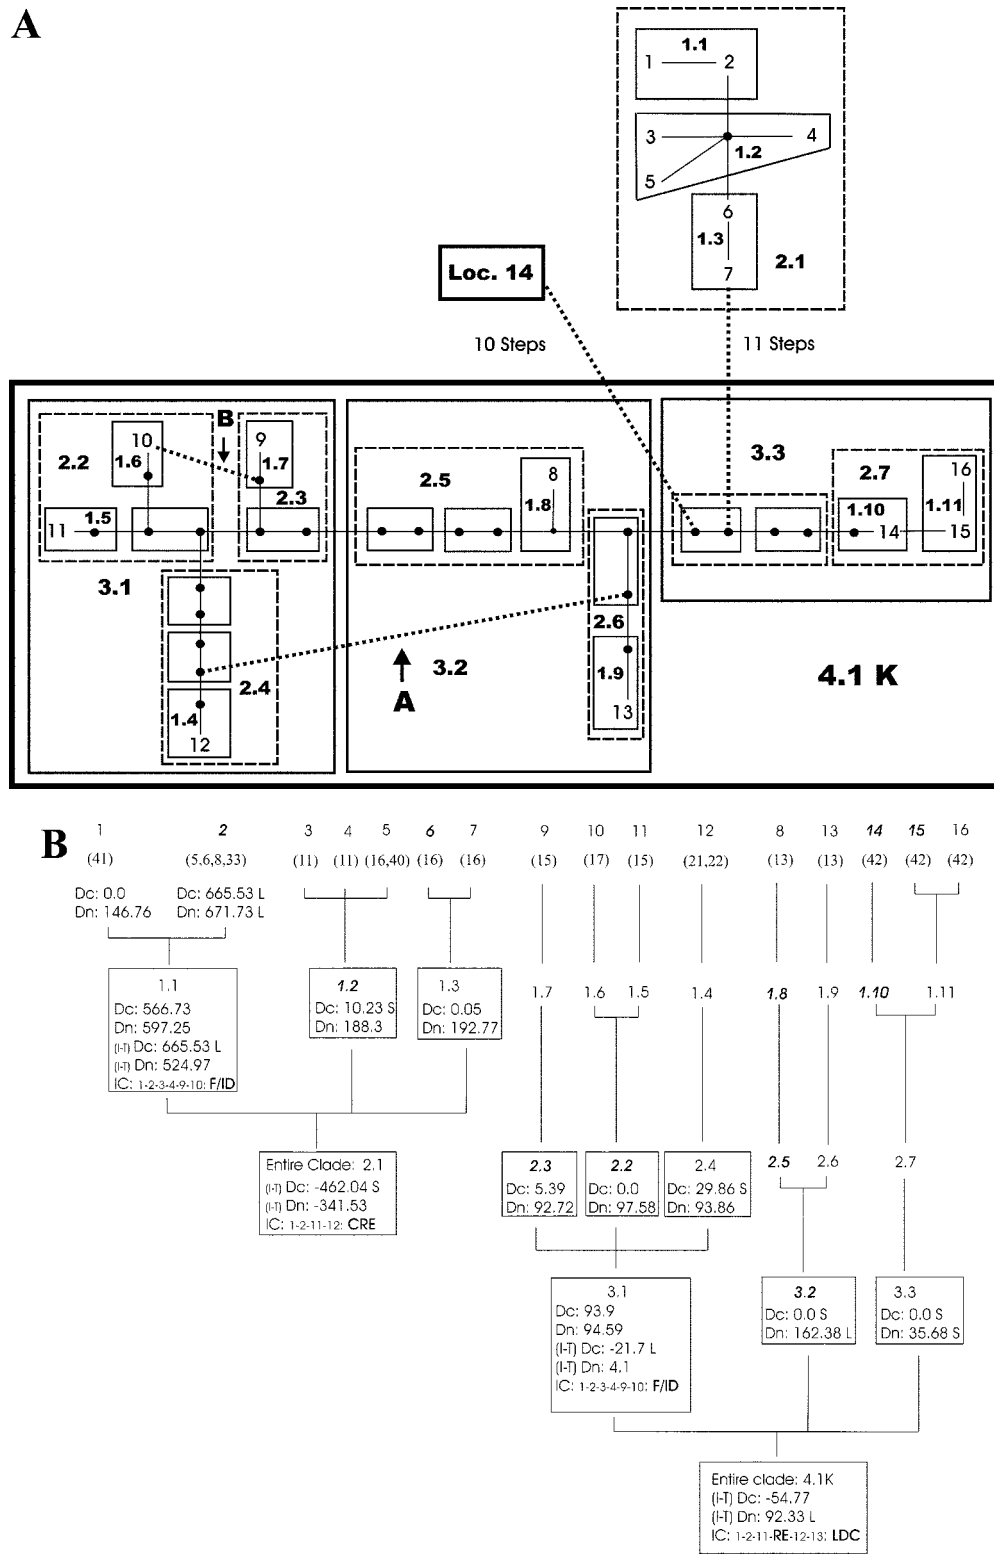 A
1.1
1 2
3 4
1.2
5
6
1.3
7
2.1
Loc. 14
10 Steps
11 Steps
B
10
1.6
2.2
9
1.7
2.3
11 1.5
3.1
2.4
1.4
12
2.5
8
1.8
2.6
1.9
13
3.2
A
3.3
2.7
1.10
14
16
1.11
15
4.1 K
B
1 2 3 4 5 6 7 9 10 11 12 8 13 14 15 16
(41) (5,6,8,33) (11) (11) (16,40) (16) (16) (15) (17) (15) (21,22) (13) (13) (42) (42) (42)
Dc: 0.0 Dc: 665.53 L
Dn: 146.76 Dn: 671.73 L
1.1
Dc: 566.73
Dn: 597.25
(I-T) Dc: 665.53 L
(I-T) Dn: 524.97
IC: 1-2-3-4-9-10: F/ID
1.2
Dc: 10.23 S
Dn: 188.3
1.3
Dc: 0.05
Dn: 192.77
1.7 1.6 1.5 1.4 1.8 1.9 1.10 1.11
Entire Clade: 2.1
(I-T) Dc: -462.04 S
(I-T) Dn: -341.53
IC: 1-2-11-12: CRE
2.3
Dc: 5.39
Dn: 92.72
2.2
Dc: 0.0
Dn: 97.58
2.4
Dc: 29.86 S
Dn: 93.86
2.5 2.6 2.7
3.1
Dc: 93.9
Dn: 94.59
(I-T) Dc: -21.7 L
(I-T) Dn: 4.1
IC: 1-2-3-4-9-10: F/ID
3.2
Dc: 0.0 S
Dn: 162.38 L
3.3
Dc: 0.0 S
Dn: 35.68 S
Entire clade: 4.1K
(I-T) Dc: -54.77
(I-T) Dn: 92.33 L
IC: 1-2-11-RE-12-13: LDC